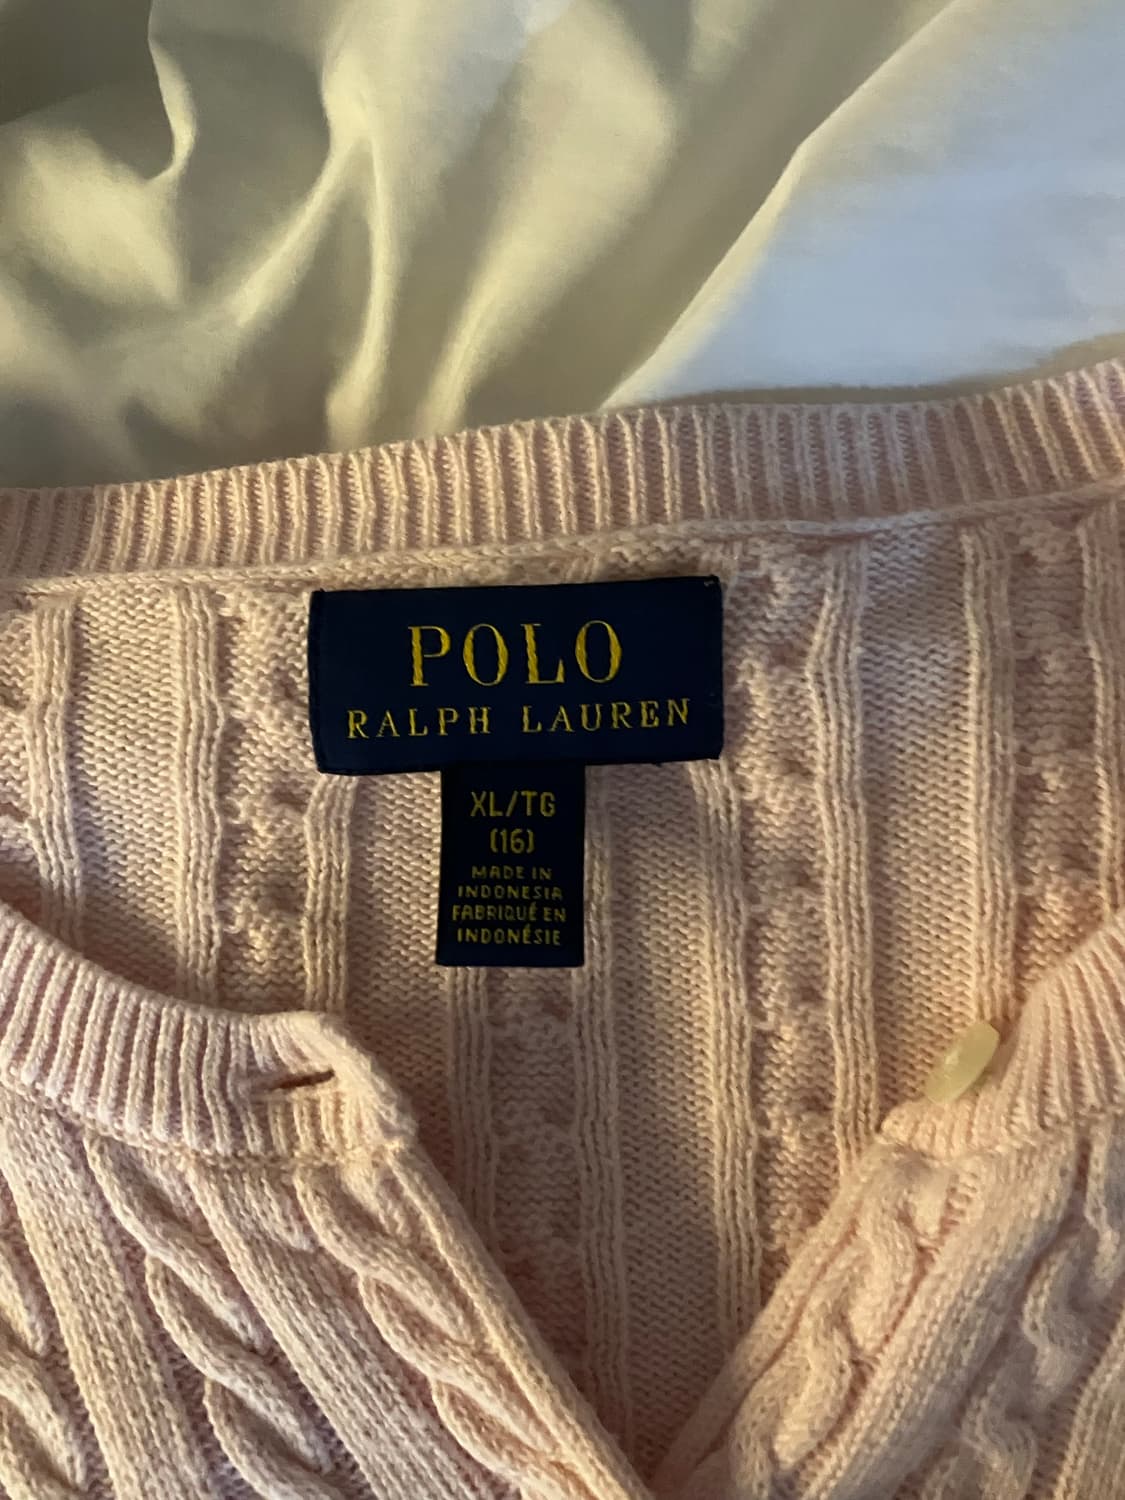 POLO
RALPH LAUREN
XL/TG
(16)
MADE IN
INDONESIA
FABRIQUÉ EN
INDONÉSIE